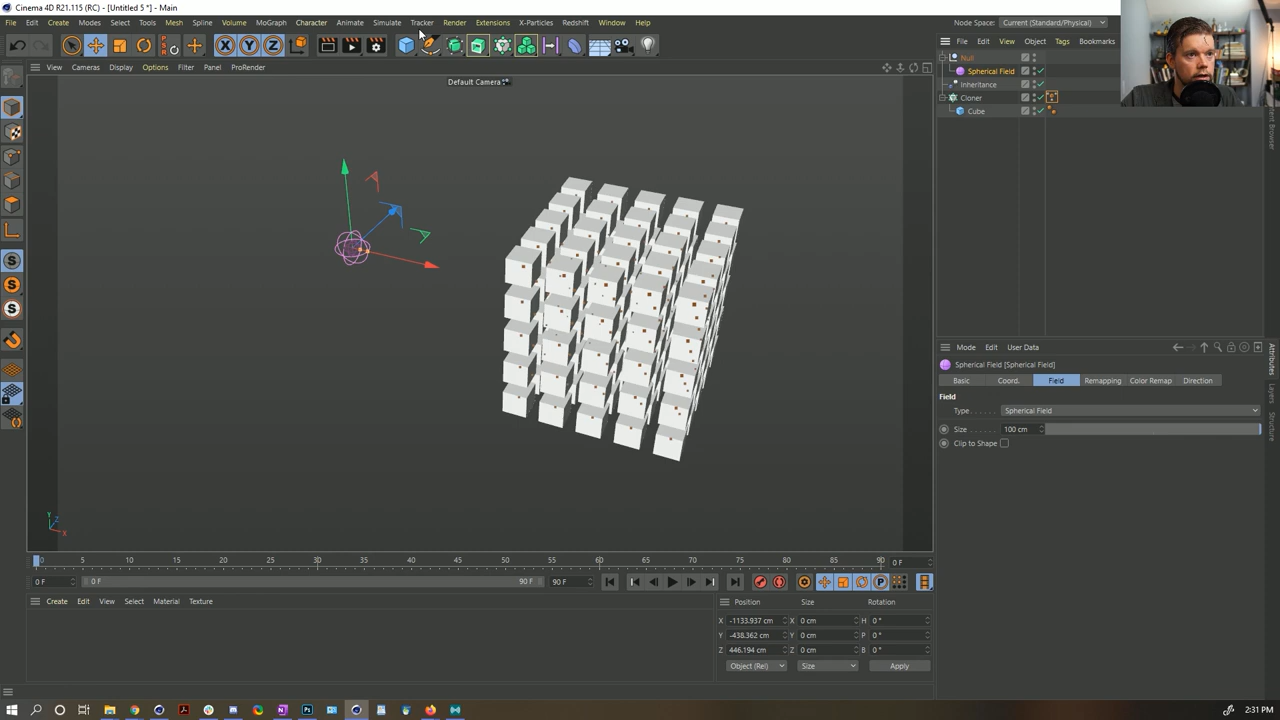 Cinema 4D R21.115 (RC) - [Untitled 5 *] - Main
File Edit Create Modes Select Tools Mesh Spline Volume MoGraph Character Animate Simulate Tracker Render Extensions X-Particles Redshift Window Help
Node Space: Current (Standard/Physical)
View Cameras Display Options Filter Panel ProRender
Default Camera
File Edit View Object Tags Bookmarks
Null
Spherical Field
Inheritance
Cloner
Cube
X Y Z
Mode Edit User Data
Spherical Field [Spherical Field]
Basic Coord. Field Remapping Color Remap Direction
Field
Type Spherical Field
Size 100 cm
Clip to Shape
Attributes
Layers
Structure
Y Z X
0 5 10 15 20 25 30 35 40 45 50 55 60 65 70 75 80 85 90 0 F
0 F 0 F 90 F 90 F
Create Edit View Select Material Texture
Position Size Rotation
X -1133.937 cm X 0 cm H 0 °
Y -438.362 cm Y 0 cm P 0 °
Z 446.194 cm Z 0 cm B 0 °
Object (Rel) Size Apply
2:31 PM